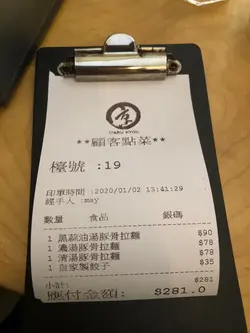 京
**顧客點菜**
檯號 :19
印單時間 :2020/01/02 13:41:29
經手人 :may
數量 食品 銀碼
1 黑蒜油湯豚骨拉麵 $90
1 濃湯豚骨拉麵 $78
1 清湯豚骨拉麵 $78
1 自家製餃子 $35
小計: $281
應付金額: $281.0